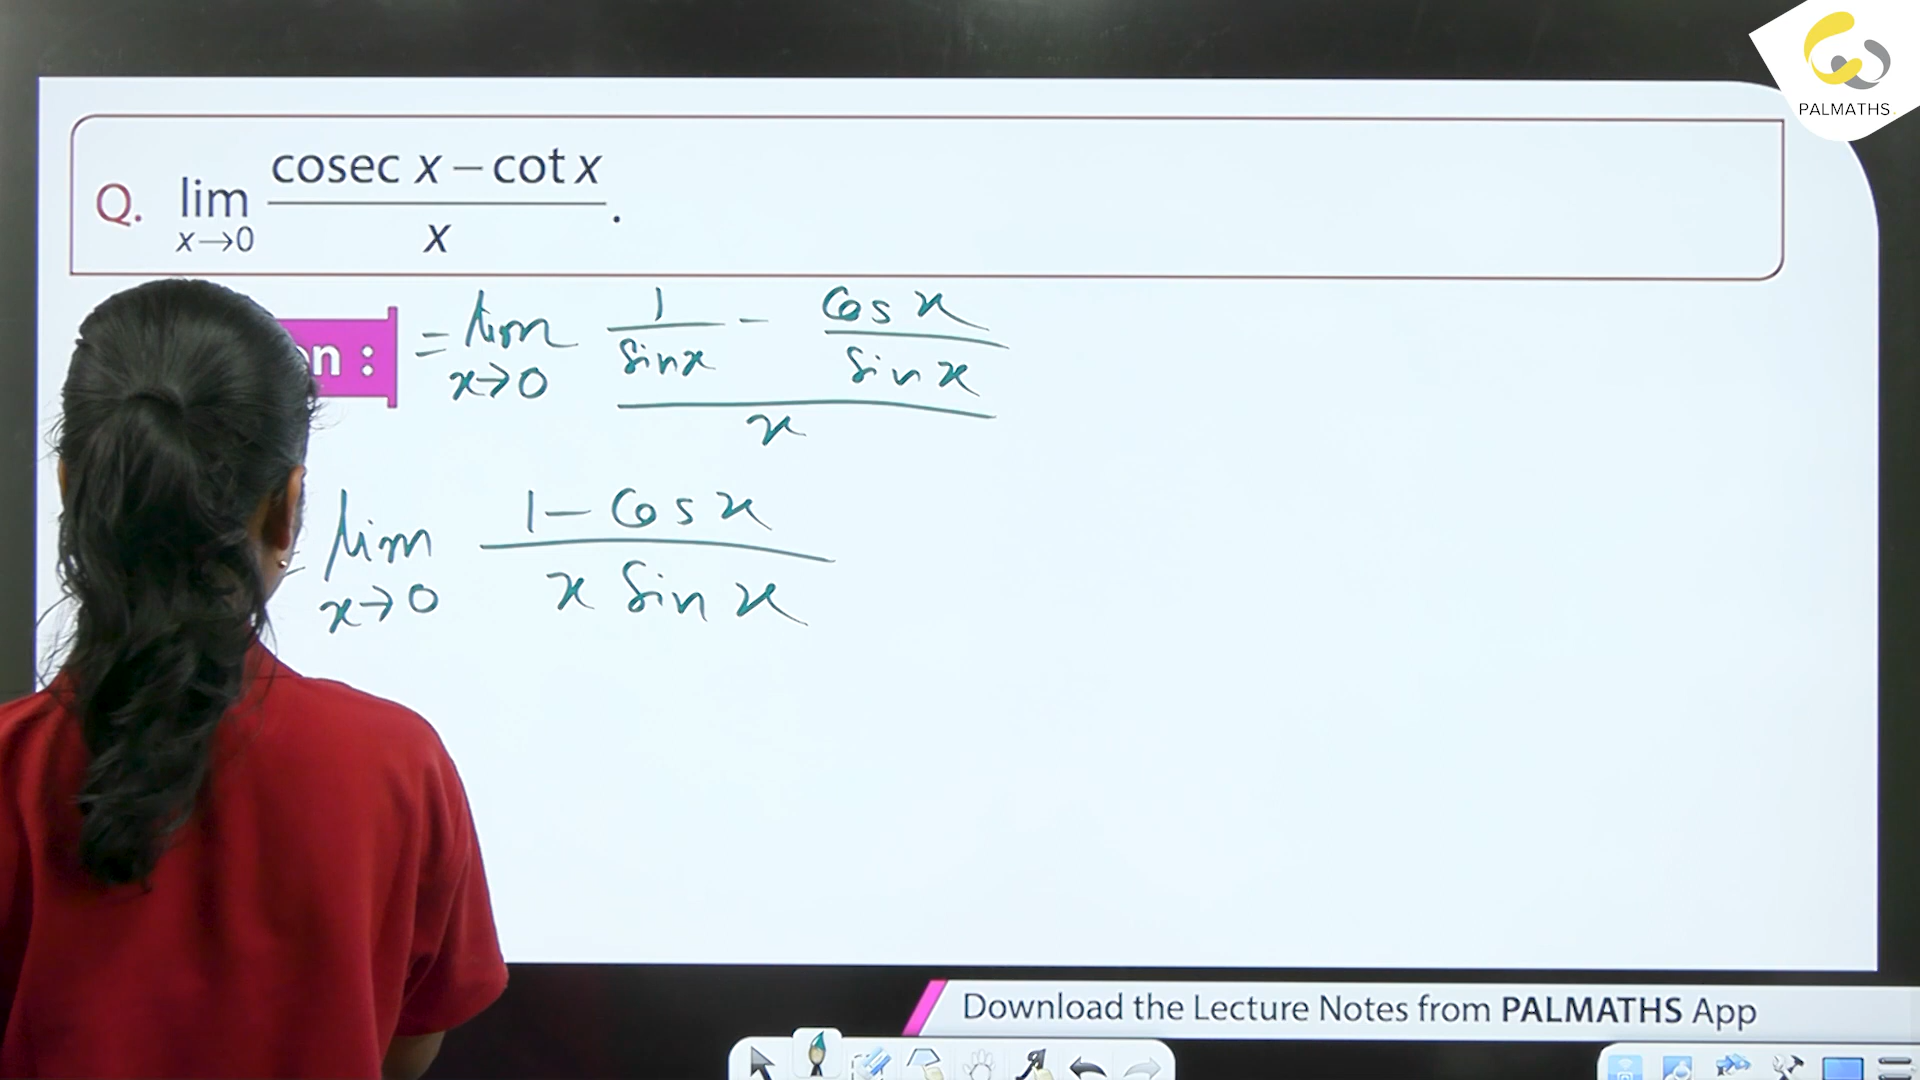 PALMATHS
Q. lim x→0 (cosec x – cot x)/x .
on : = lim x→0 (1/sin x - cos x/sin x)/x
= lim x→0 (1 - cos x)/(x sin x)
Download the Lecture Notes from PALMATHS App